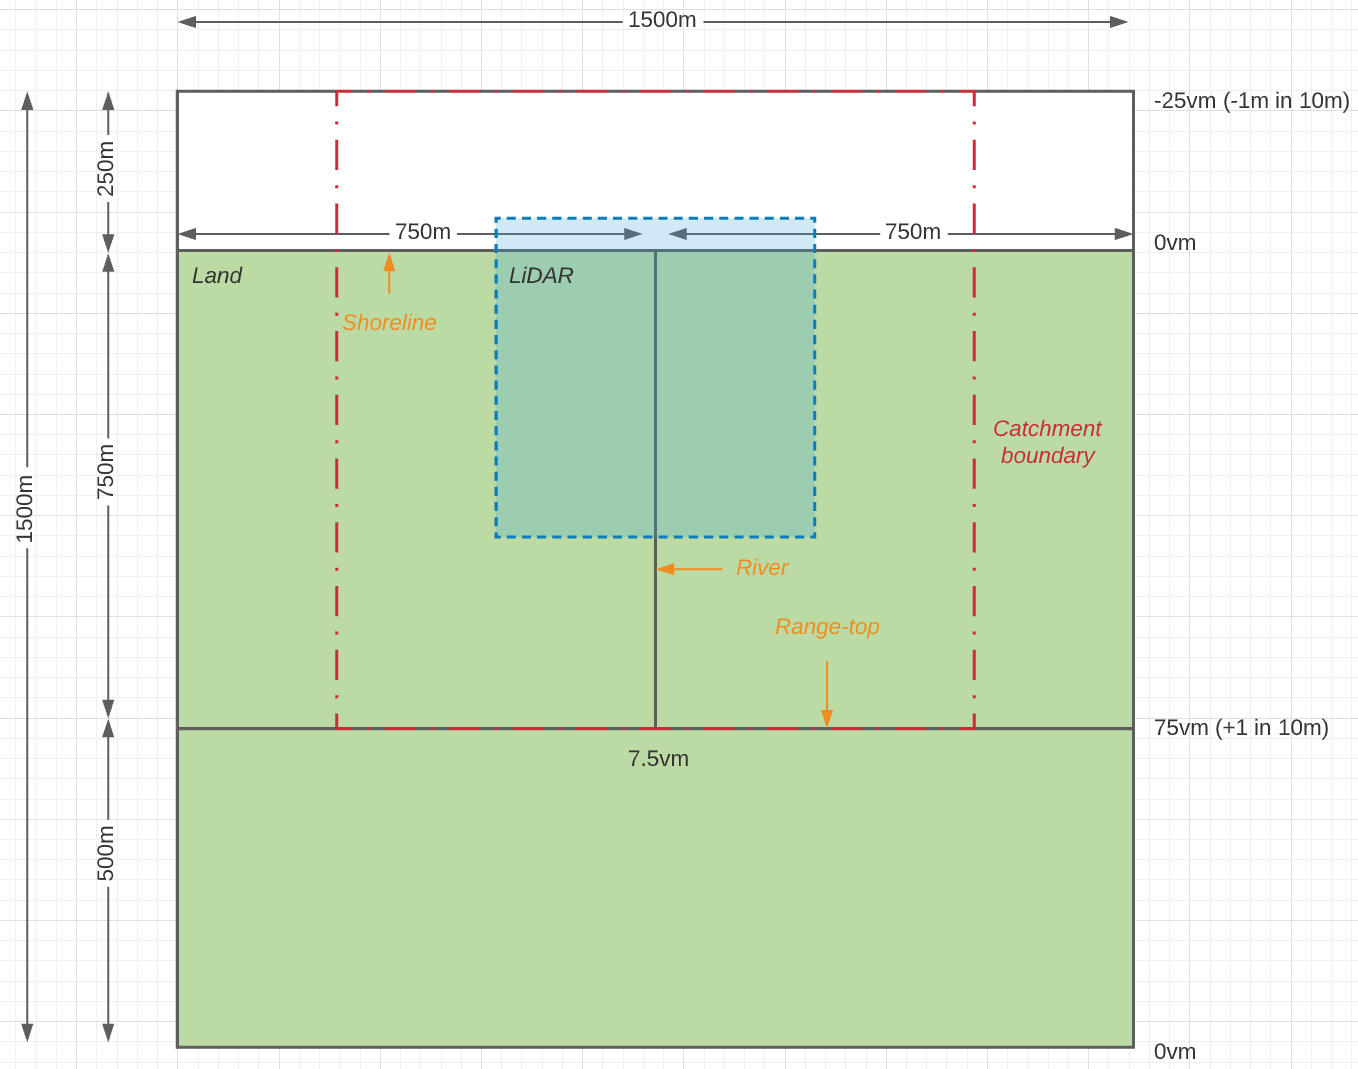 1500m
-25vm (-1m in 10m)
250m
750m
750m
0vm
Land
LiDAR
Shoreline
Catchment
boundary
750m
1500m
River
Range-top
75vm (+1 in 10m)
7.5vm
500m
0vm